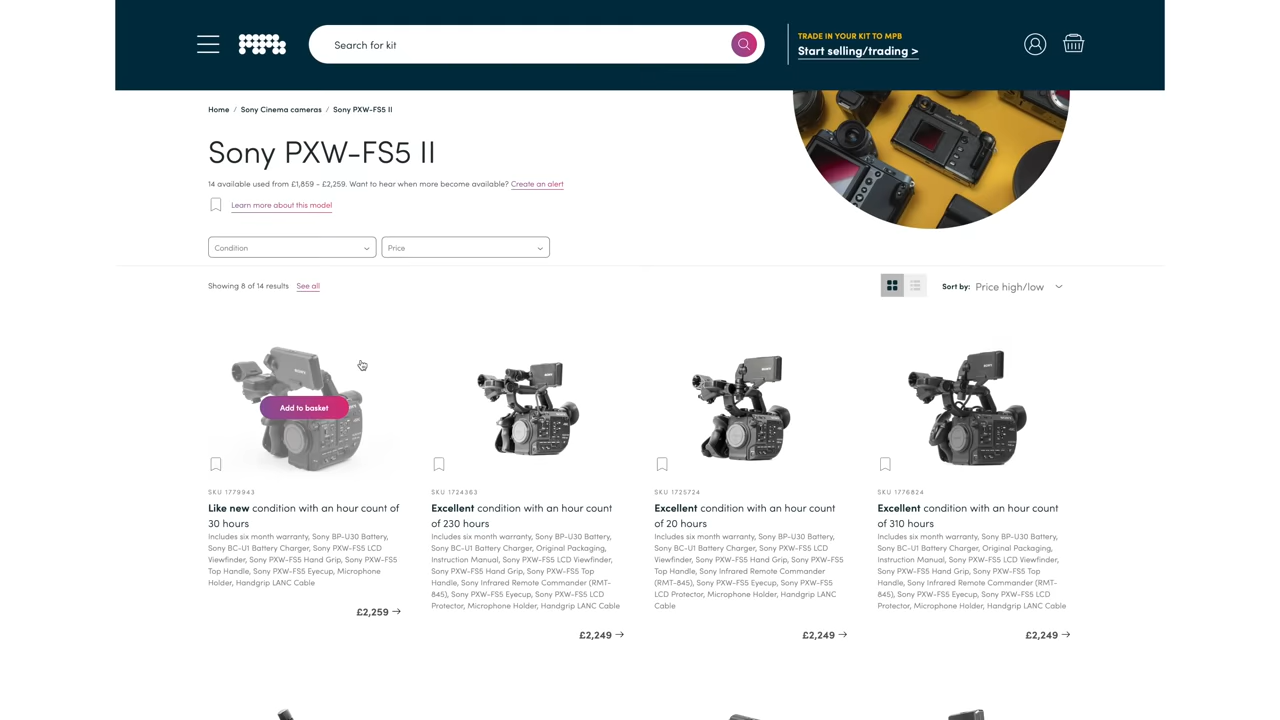 mpb
Search for kit
TRADE IN YOUR KIT TO MPB
Start selling/trading >
Home / Sony Cinema cameras / Sony PXW-FS5 II
Sony PXW-FS5 II
14 available used from £1,859 - £2,259. Want to hear when more become available? Create an alert
Learn more about this model
Condition
Price
Showing 8 of 14 results See all
Sort by: Price high/low
SONY
Add to basket
SKU 1779943
Like new condition with an hour count of
30 hours
Includes six month warranty, Sony BP-U30 Battery,
Sony BC-U1 Battery Charger, Sony PXW-FS5 LCD
Viewfinder, Sony PXW-FS5 Hand Grip, Sony PXW-FS5
Top Handle, Sony PXW-FS5 Eyecup, Microphone
Holder, Handgrip LANC Cable
£2,259
SKU 1724363
Excellent condition with an hour count
of 230 hours
Includes six month warranty, Sony BP-U30 Battery,
Sony BC-U1 Battery Charger, Original Packaging,
Instruction Manual, Sony PXW-FS5 LCD Viewfinder,
Sony PXW-FS5 Hand Grip, Sony PXW-FS5 Top
Handle, Sony Infrared Remote Commander (RMT-
845), Sony PXW-FS5 Eyecup, Sony PXW-FS5 LCD
Protector, Microphone Holder, Handgrip LANC Cable
£2,249
SKU 1725724
Excellent condition with an hour count
of 20 hours
Includes six month warranty, Sony BP-U30 Battery,
Sony BC-U1 Battery Charger, Sony PXW-FS5 LCD
Viewfinder, Sony PXW-FS5 Hand Grip, Sony PXW-FS5
Top Handle, Sony Infrared Remote Commander
(RMT-845), Sony PXW-FS5 Eyecup, Sony PXW-FS5
LCD Protector, Microphone Holder, Handgrip LANC
Cable
£2,249
SKU 1776824
Excellent condition with an hour count
of 310 hours
Includes six month warranty, Sony BP-U30 Battery,
Sony BC-U1 Battery Charger, Original Packaging,
Instruction Manual, Sony PXW-FS5 LCD Viewfinder,
Sony PXW-FS5 Hand Grip, Sony PXW-FS5 Top
Handle, Sony Infrared Remote Commander (RMT-
845), Sony PXW-FS5 Eyecup, Sony PXW-FS5 LCD
Protector, Microphone Holder, Handgrip LANC Cable
£2,249